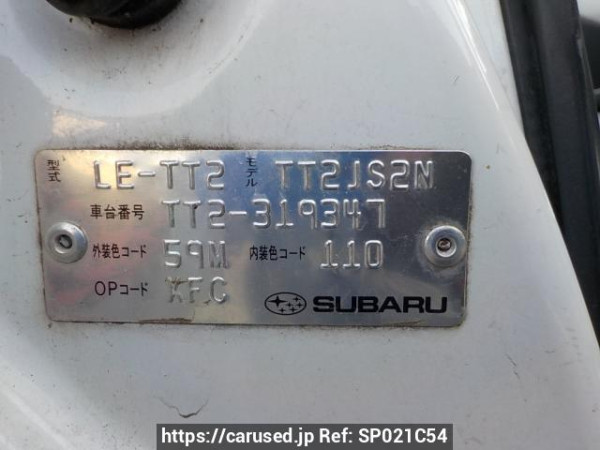 型式 LE-TT2 モデル TT2JS2N
車台番号 TT2-319347
外装色コード 59M 内装色コード 110
OPコード XFC
SUBARU
https://carused.jp Ref: SP021C54